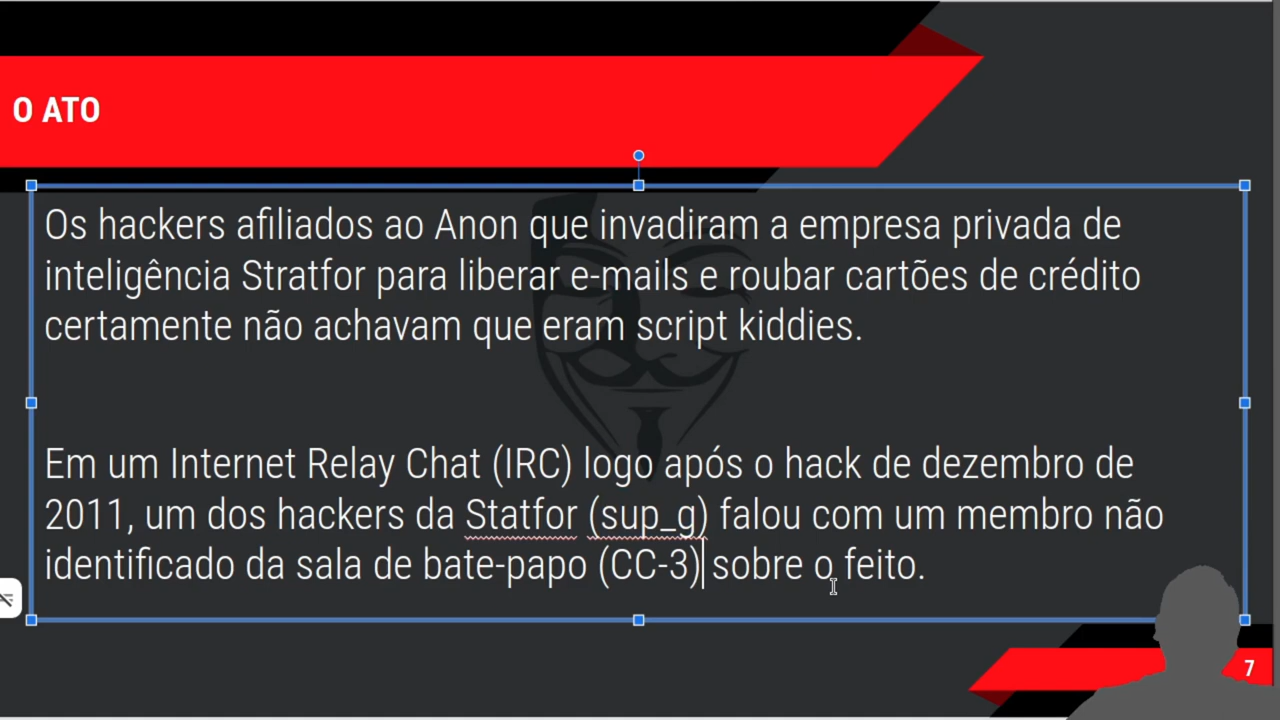 O ATO
Os hackers afiliados ao Anon que invadiram a empresa privada de
inteligência Stratfor para liberar e-mails e roubar cartões de crédito
certamente não achavam que eram script kiddies.
Em um Internet Relay Chat (IRC) logo após o hack de dezembro de
2011, um dos hackers da Statfor (sup_g) falou com um membro não
identificado da sala de bate-papo (CC-3) sobre o feito.
7